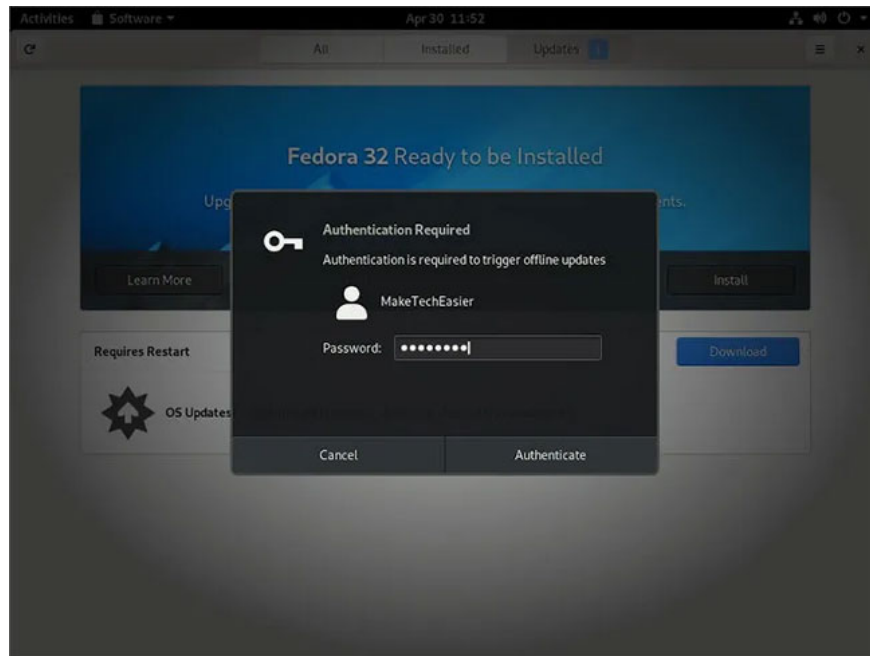 Activities Software Apr 30 11:52
All Installed Updates
Fedora 32 Ready to be Installed
Upg ents.
Authentication Required
Authentication is required to trigger offline updates
MakeTechEasier
Learn More Install
Password: ••••••••
Requires Restart Download
OS Updates
Cancel Authenticate